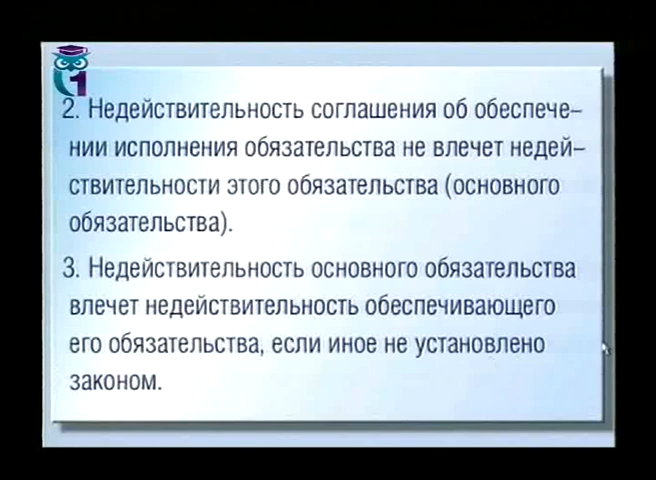 1
2. Недействительность соглашения об обеспече–
нии исполнения обязательства не влечет недей–
ствительности этого обязательства (основного
обязательства).
3. Недействительность основного обязательства
влечет недействительность обеспечивающего
его обязательства, если иное не установлено
законом.